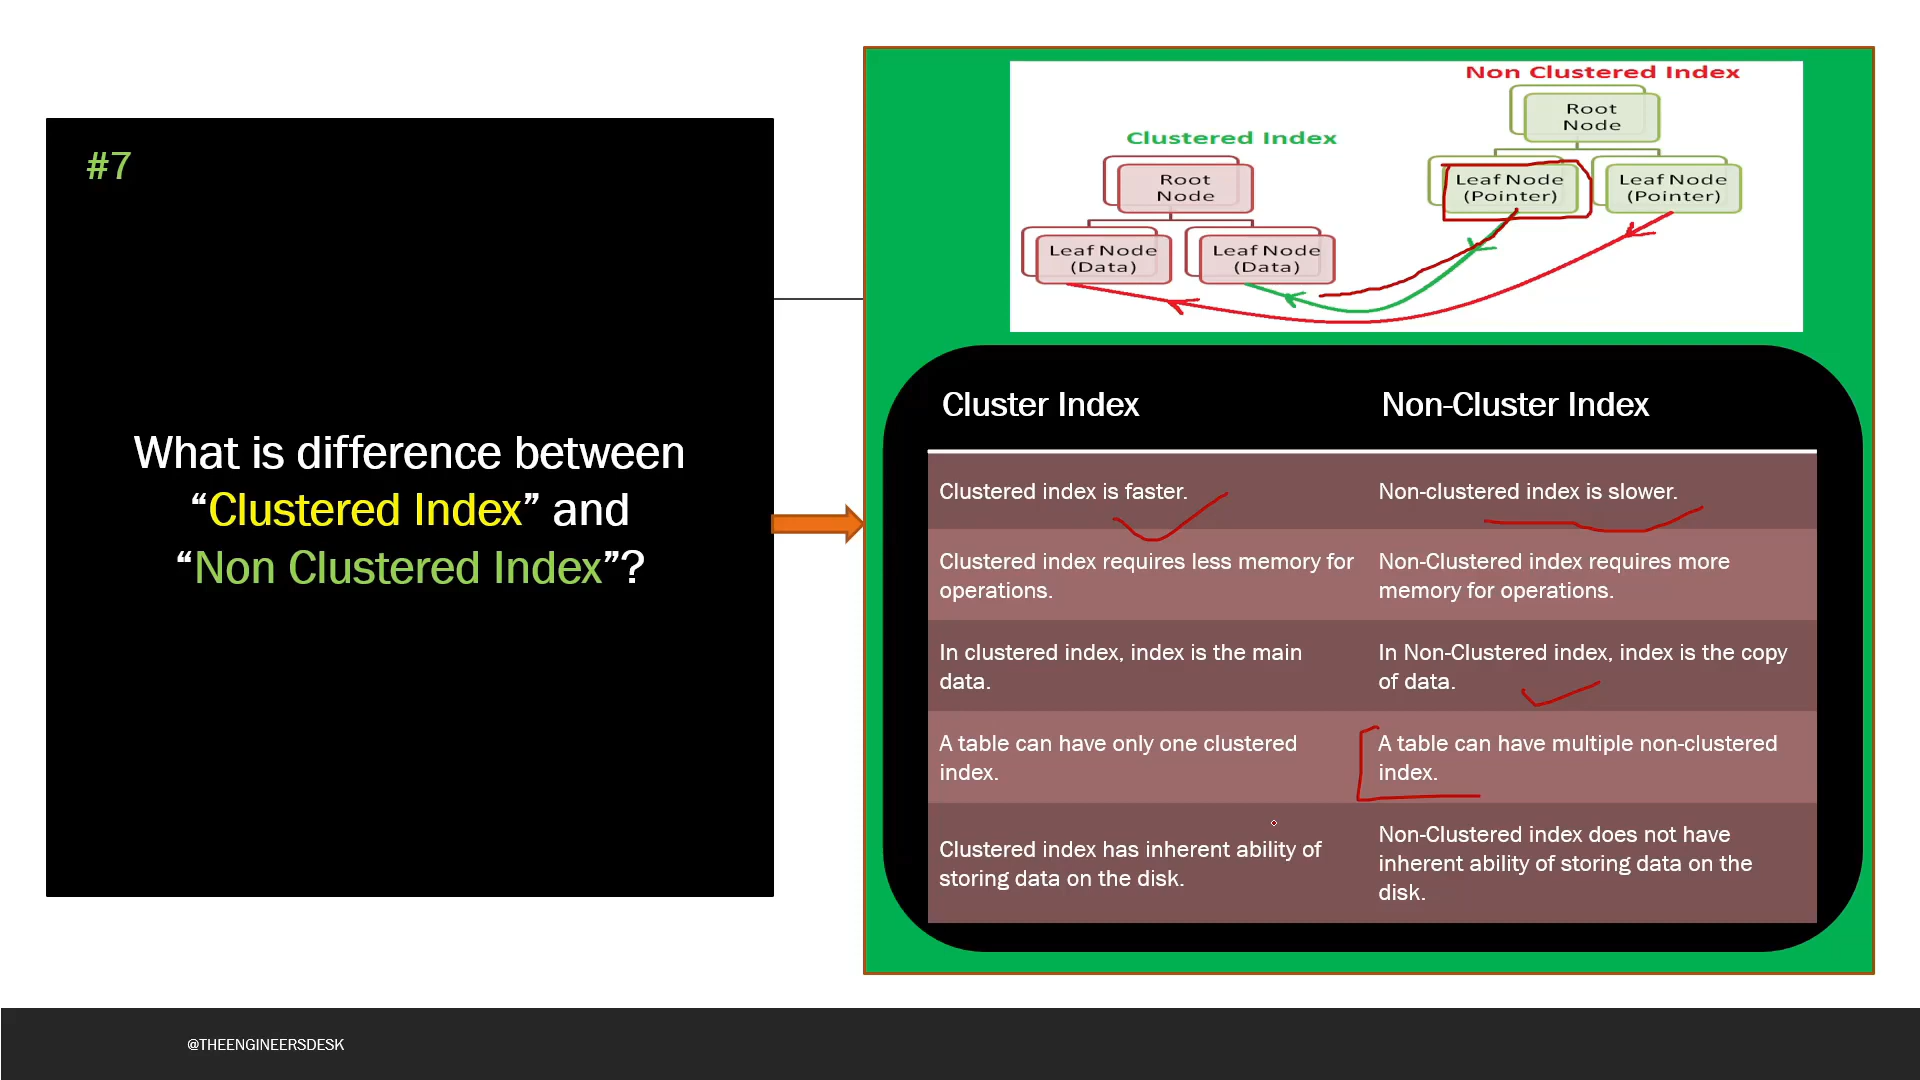 #7
What is difference between
“Clustered Index” and
“Non Clustered Index”?
Non Clustered Index
Root
Node
Leaf Node
(Pointer)
Leaf Node
(Pointer)
Clustered Index
Root
Node
Leaf Node
(Data)
Leaf Node
(Data)
Cluster Index
Non-Cluster Index
Clustered index is faster.
Non-clustered index is slower.
Clustered index requires less memory for
operations.
Non-Clustered index requires more
memory for operations.
In clustered index, index is the main
data.
In Non-Clustered index, index is the copy
of data.
A table can have only one clustered
index.
A table can have multiple non-clustered
index.
Clustered index has inherent ability of
storing data on the disk.
Non-Clustered index does not have
inherent ability of storing data on the
disk.
@THEENGINEERSDESK